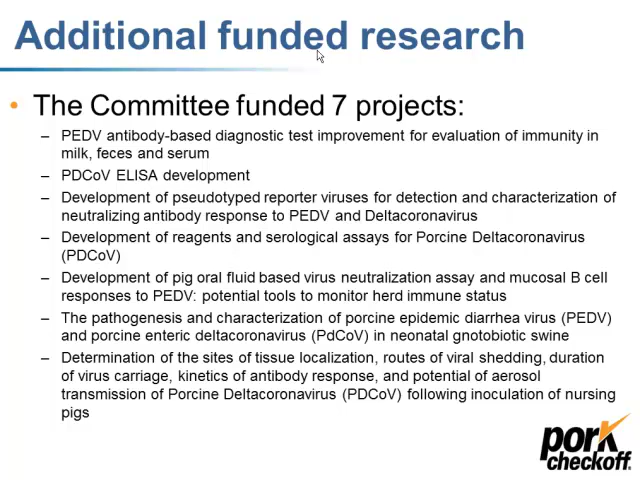 Additional funded research
• The Committee funded 7 projects:
– PEDV antibody-based diagnostic test improvement for evaluation of immunity in
milk, feces and serum
– PDCoV ELISA development
– Development of pseudotyped reporter viruses for detection and characterization of
neutralizing antibody response to PEDV and Deltacoronavirus
– Development of reagents and serological assays for Porcine Deltacoronavirus
(PDCoV)
– Development of pig oral fluid based virus neutralization assay and mucosal B cell
responses to PEDV: potential tools to monitor herd immune status
– The pathogenesis and characterization of porcine epidemic diarrhea virus (PEDV)
and porcine enteric deltacoronavirus (PdCoV) in neonatal gnotobiotic swine
– Determination of the sites of tissue localization, routes of viral shedding, duration
of virus carriage, kinetics of antibody response, and potential of aerosol
transmission of Porcine Deltacoronavirus (PDCoV) following inoculation of nursing
pigs
pork
checkoff.